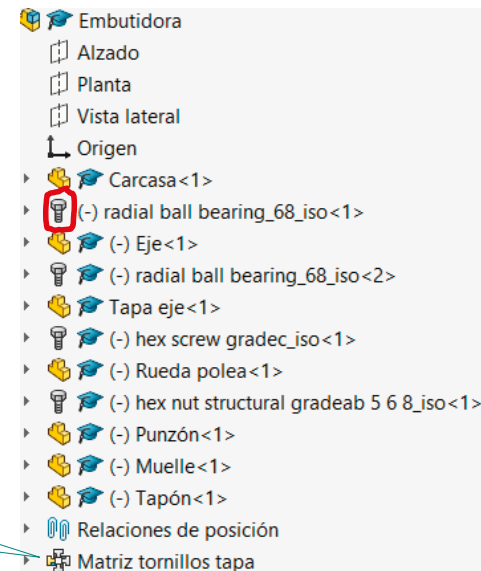 Embutidora
Alzado
Planta
Vista lateral
Origen
Carcasa<1>
(-) radial ball bearing_68_iso<1>
(-) Eje<1>
(-) radial ball bearing_68_iso<2>
Tapa eje<1>
(-) hex screw gradec_iso<1>
(-) Rueda polea<1>
(-) hex nut structural gradeab 5 6 8_iso<1>
(-) Punzón<1>
(-) Muelle<1>
(-) Tapón<1>
Relaciones de posición
Matriz tornillos tapa